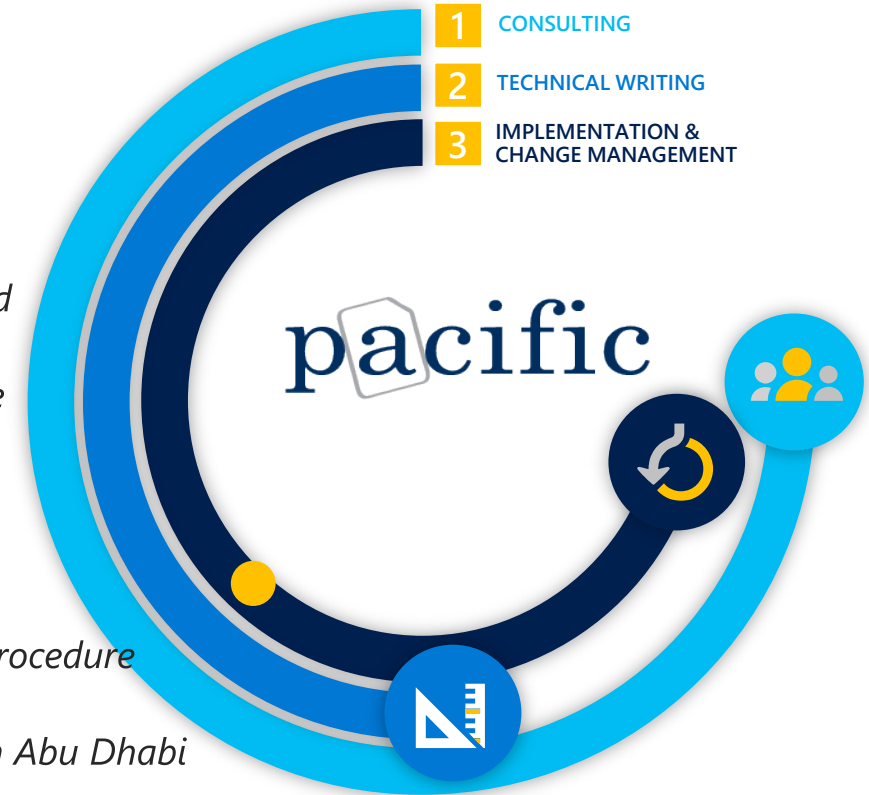 1 CONSULTING
2 TECHNICAL WRITING
3 IMPLEMENTATION &
CHANGE MANAGEMENT
pacific
rocedure
Abu Dhabi